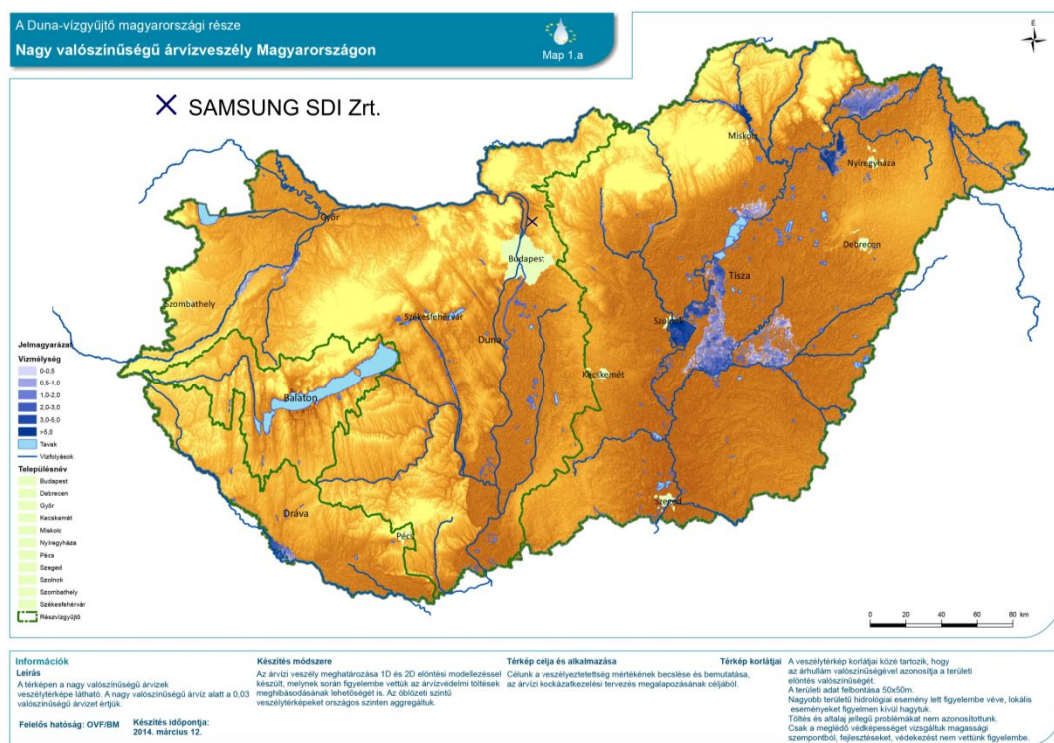 A Duna-vízgyűjtő magyarországi része
Nagy valószínűségű árvízveszély Magyarországon
Map 1.a
É
SAMSUNG SDI Zrt.
Miskolc
Nyíregyháza
Győr
Debrecen
Budapest
Tisza
Szombathely
Székesfehérvár
Szolnok
Duna
Kecskemét
Balaton
Szeged
Dráva
Pécs
Jelmagyarázat
Vízmélység
0-0,5
0,5-1,0
1,0-2,0
2,0-3,0
3,0-5,0
>5,0
Tavak
Vízfolyások
Településnév
Budapest
Debrecen
Győr
Kecskemét
Miskolc
Nyíregyháza
Pécs
Szeged
Szolnok
Szombathely
Székesfehérvár
Részvízgyűjtő
0 20 40 60 80 km
Információk
Leírás
A térképen a nagy valószínűségű árvizek
veszélytérképe látható. A nagy valószínűségű árvíz alatt a 0,03
valószínűségű árvizet értjük.
Felelős hatóság: OVF/BM
Készítés időpontja:
2014. március 12.
Készítés módszere
Az árvízi veszély meghatározása 1D és 2D elöntési modellezéssel
készült, melynek során figyelembe vettük az árvízvédelmi töltések
meghibásodásának lehetőségét is. Az öblözeti szintű
veszélytérképeket országos szinten aggregáltuk.
Térkép célja és alkalmazása
Célunk a veszélyeztetettség mértékének becslése és bemutatása,
az árvízi kockázatkezelési tervezés megalapozásának céljából.
Térkép korlátjai
A veszélytérkép korlátjai közé tartozik, hogy
az árhullám valószínűségével azonosítja a területi
elöntés valószínűségét.
A területi adat felbontása 50x50m.
Nagyobb területű hidrológiai esemény lett figyelembe véve, lokális
eseményeket figyelmen kívül hagytuk.
Töltés és altalaj jellegű problémákat nem azonosítottunk.
Csak a meglédő védképességet vizsgáltuk magassági
szempontból, fejlesztéseket, védekezést nem vettünk figyelembe.